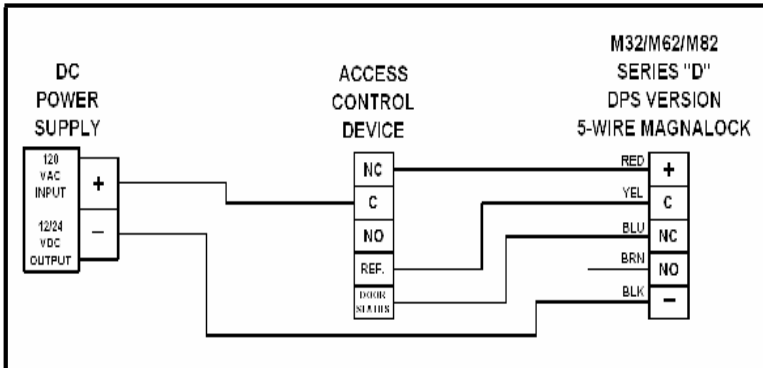 DC
POWER
SUPPLY
120
VAC
INPUT
12/24
VDC
OUTPUT
+
−
ACCESS
CONTROL
DEVICE
NC
C
NO
REF.
DOOR
STATUS
M32/M62/M82
SERIES "D"
DPS VERSION
5-WIRE MAGNALOCK
RED
YEL
BLU
BRN
BLK
+
C
NC
NO
−